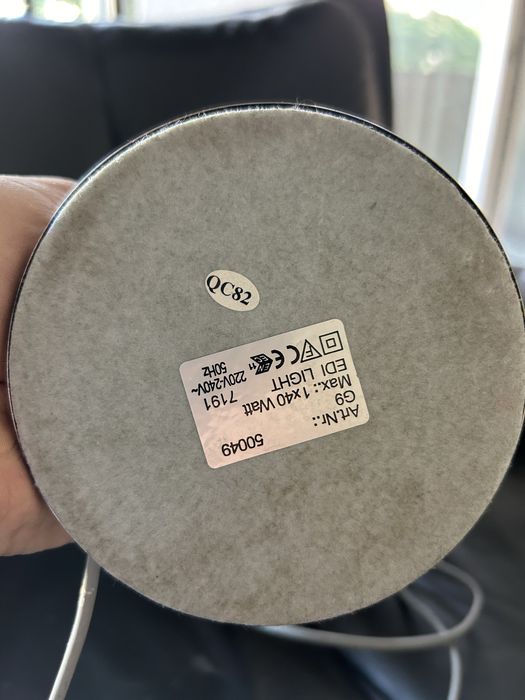 QC82
Art.Nr.: 50049
G9
Max.: 1x40 Watt
EDI LIGHT 7191
220V-240V~
50Hz